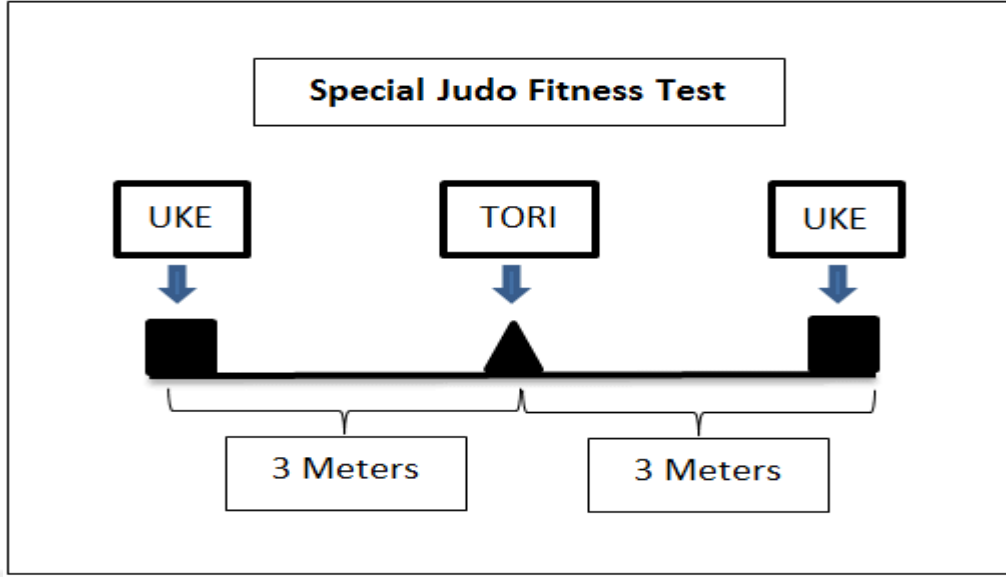 Special Judo Fitness Test
UKE
TORI
UKE
3 Meters
3 Meters